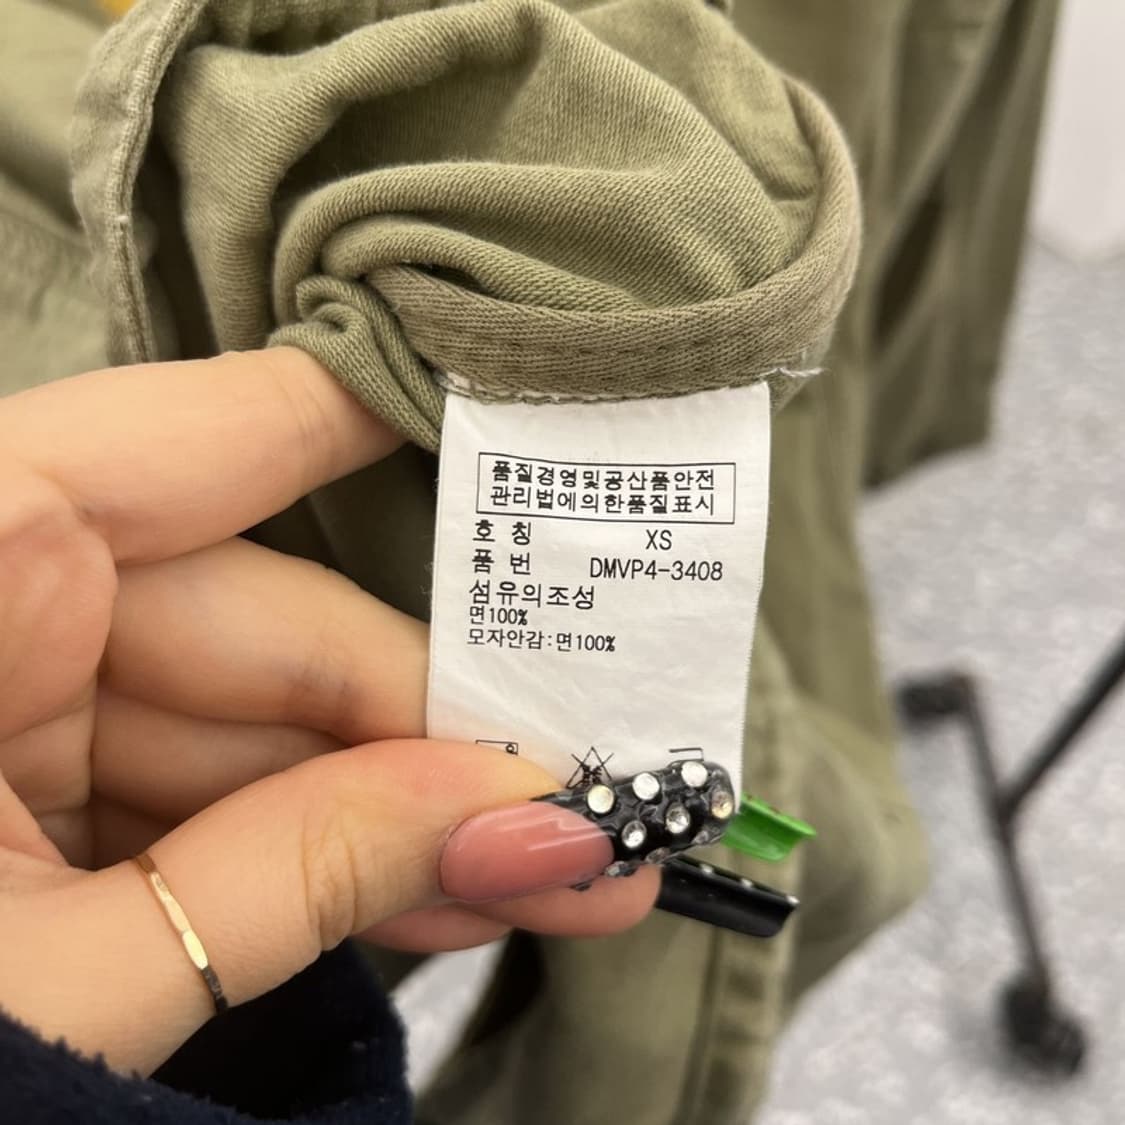 품질경영및공산품안전
관리법에의한품질표시
호 칭 XS
품 번 DMVP4-3408
섬유의조성
면100%
모자안감:면100%